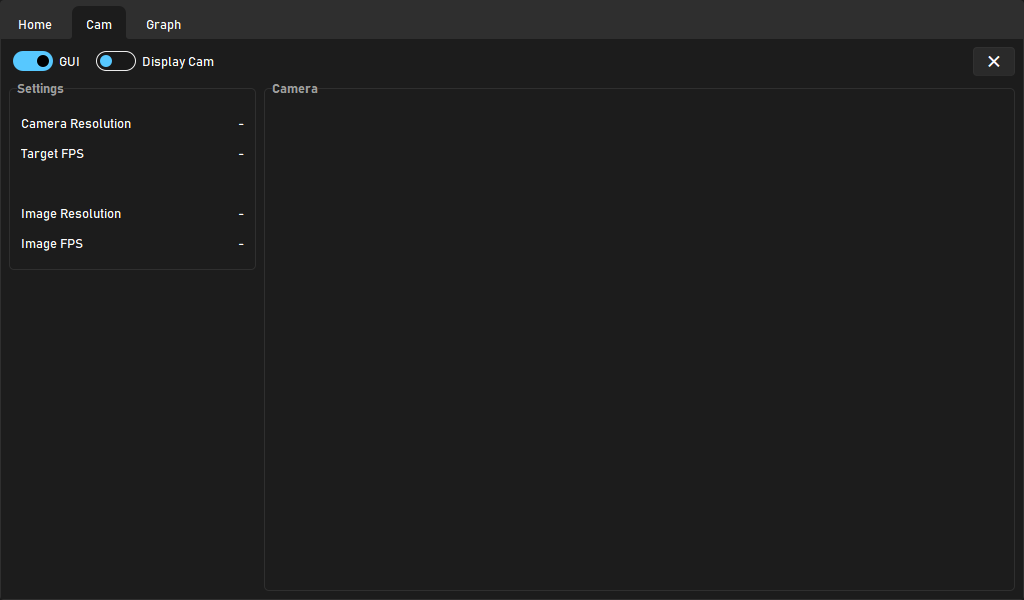 Home Cam Graph
GUI Display Cam
Settings
Camera Resolution -
Target FPS -
Image Resolution -
Image FPS -
Camera